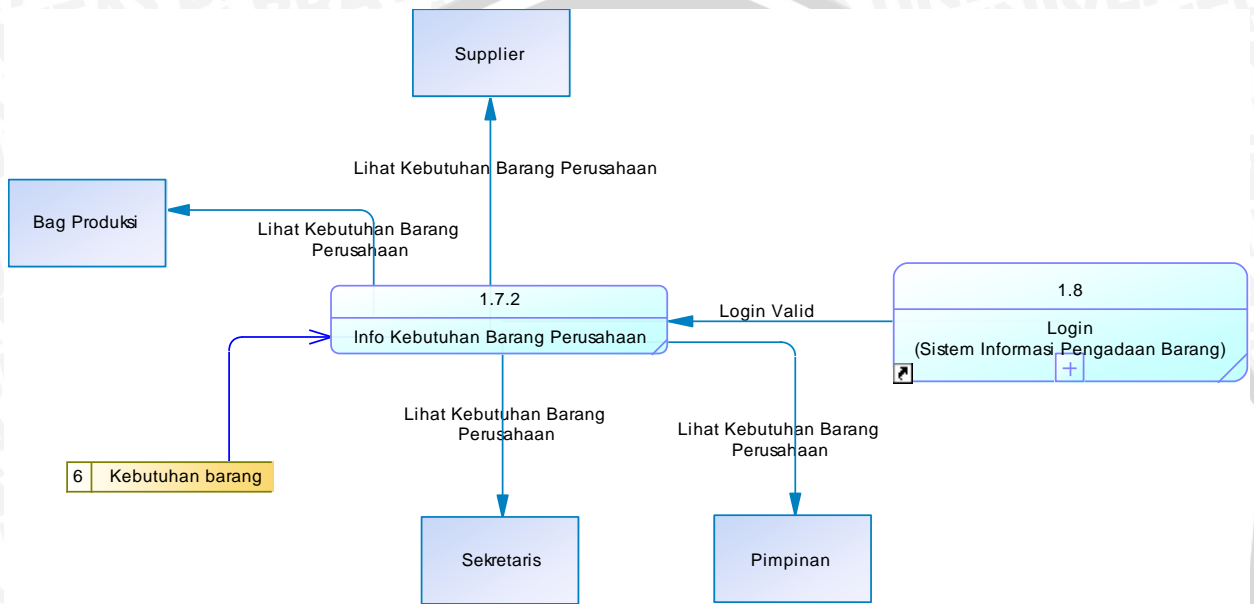 Supplier
Lihat Kebutuhan Barang Perusahaan
Bag Produksi
Lihat Kebutuhan Barang
Perusahaan
1.7.2
Info Kebutuhan Barang Perusahaan
Login Valid
1.8
Login
(Sistem Informasi Pengadaan Barang)
Lihat Kebutuhan Barang
Perusahaan
Lihat Kebutuhan Barang
Perusahaan
6 Kebutuhan barang
Sekretaris
Pimpinan